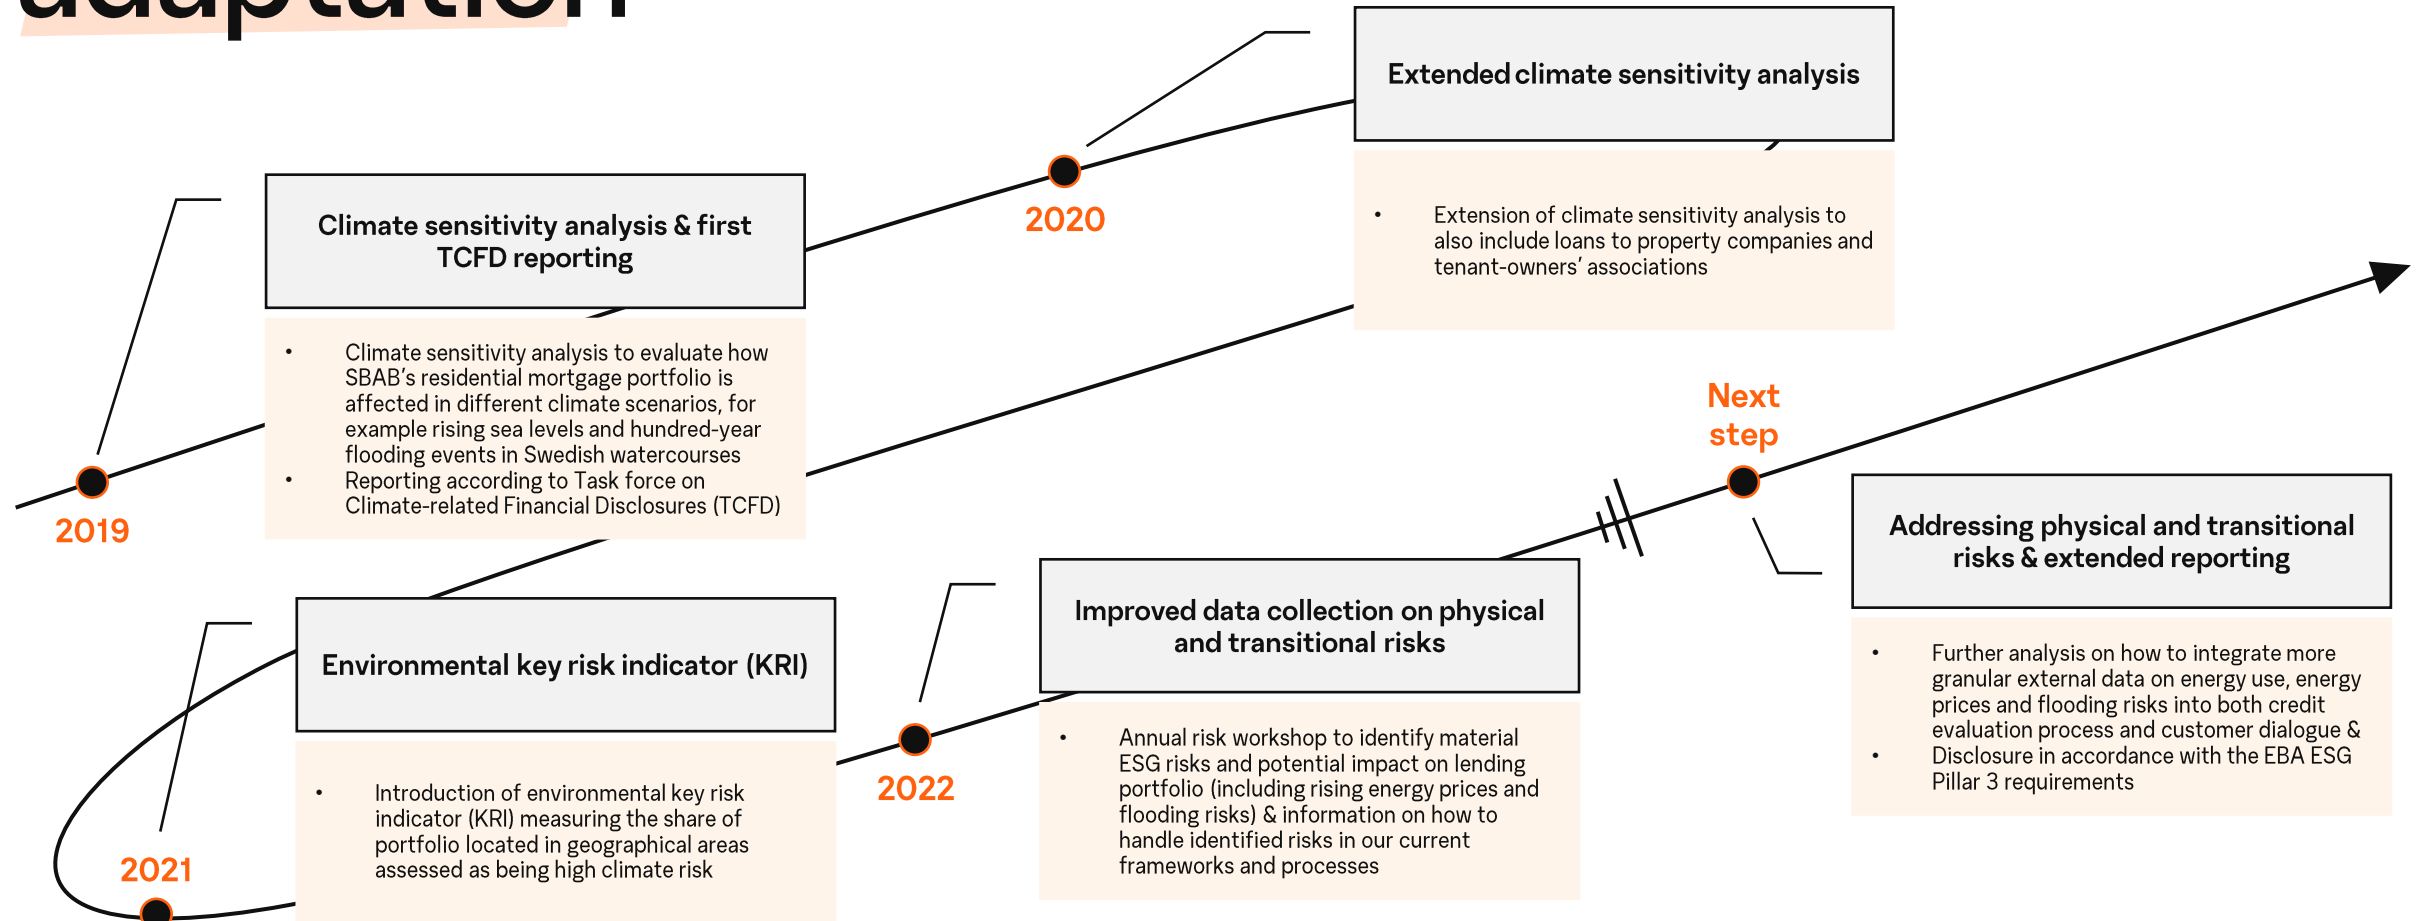 adaptation
2019
Climate sensitivity analysis & first
TCFD reporting
• Climate sensitivity analysis to evaluate how
SBAB’s residential mortgage portfolio is
affected in different climate scenarios, for
example rising sea levels and hundred-year
flooding events in Swedish watercourses
• Reporting according to Task force on
Climate-related Financial Disclosures (TCFD)
2020
Extended climate sensitivity analysis
• Extension of climate sensitivity analysis to
also include loans to property companies and
tenant-owners’ associations
2021
Environmental key risk indicator (KRI)
• Introduction of environmental key risk
indicator (KRI) measuring the share of
portfolio located in geographical areas
assessed as being high climate risk
2022
Improved data collection on physical
and transitional risks
• Annual risk workshop to identify material
ESG risks and potential impact on lending
portfolio (including rising energy prices and
flooding risks) & information on how to
handle identified risks in our current
frameworks and processes
Next
step
Addressing physical and transitional
risks & extended reporting
• Further analysis on how to integrate more
granular external data on energy use, energy
prices and flooding risks into both credit
evaluation process and customer dialogue &
• Disclosure in accordance with the EBA ESG
Pillar 3 requirements